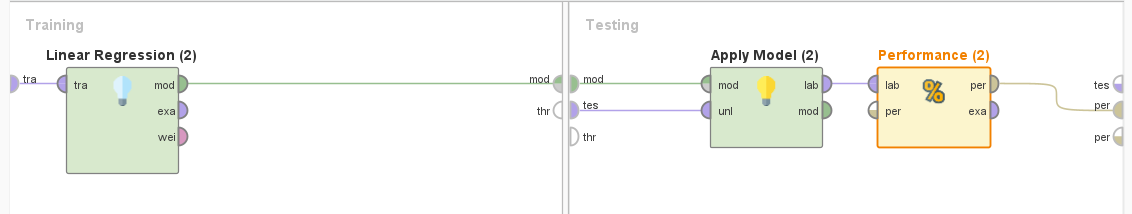 Training
Testing
Linear Regression (2)
Apply Model (2)
Performance (2)
tra
tra
mod
mod
mod
mod
lab
lab
per
tes
exa
thr
tes
unl
mod
per
exa
per
wei
thr
per